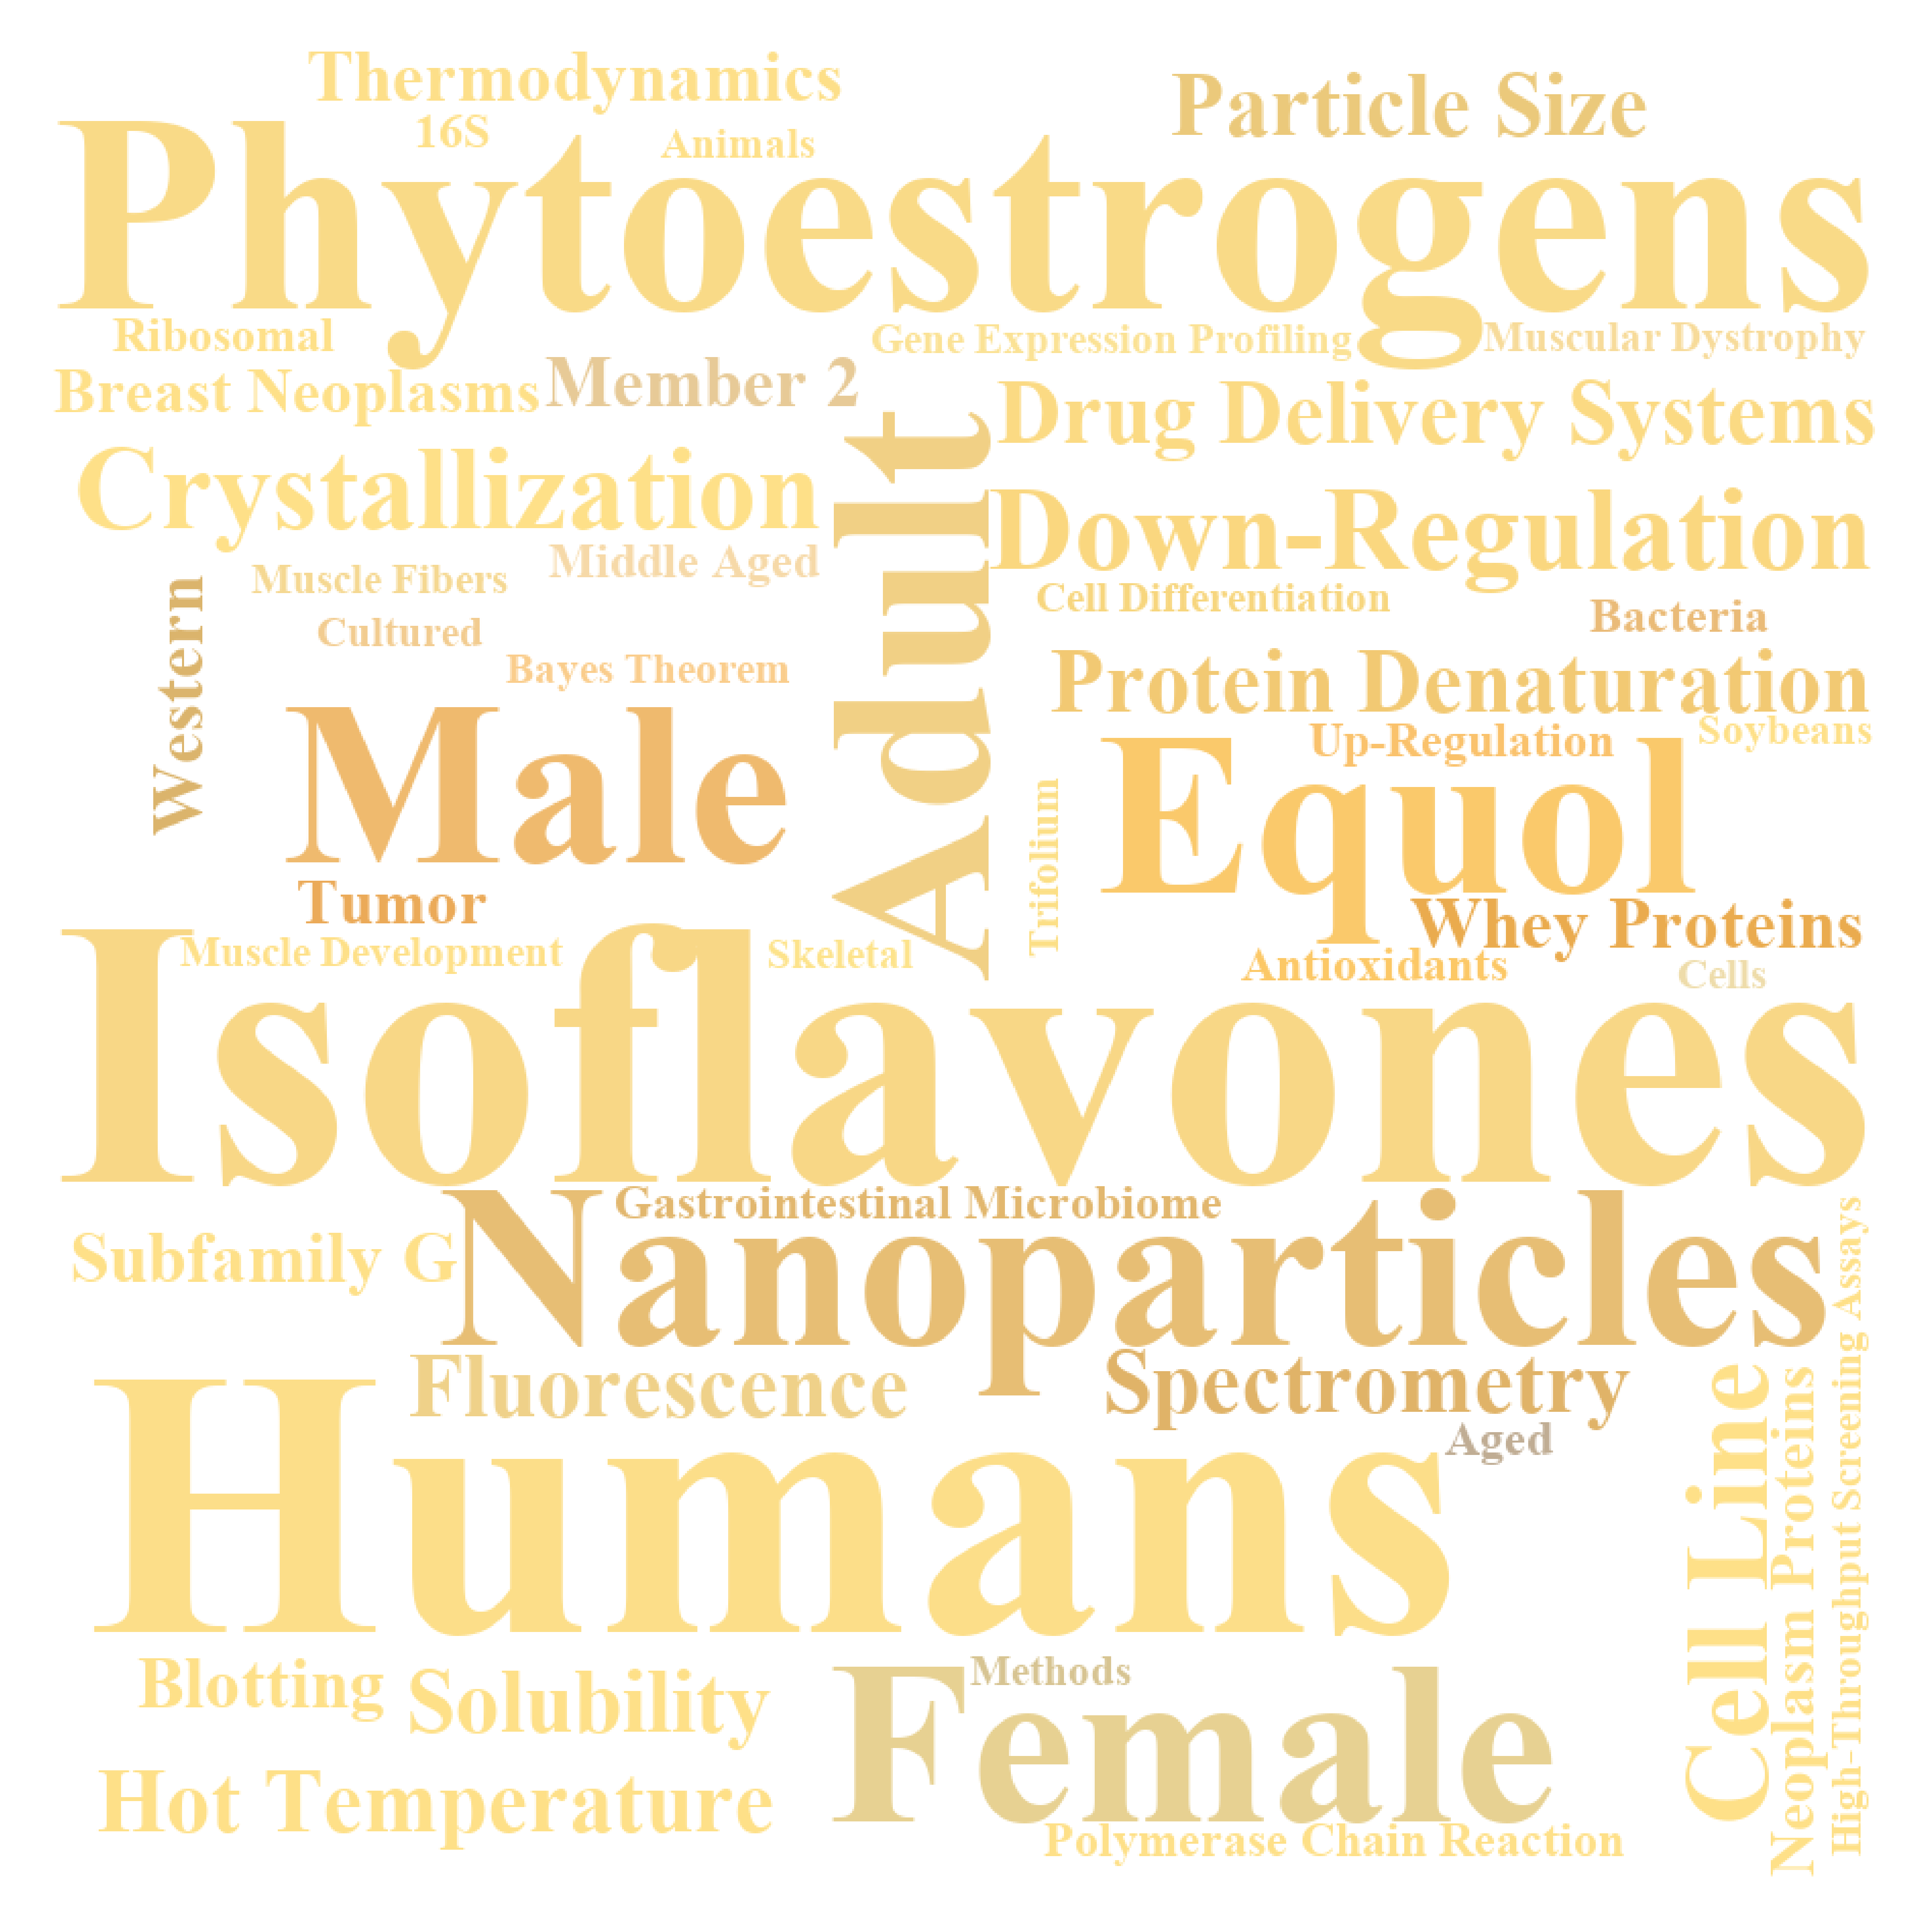 Thermodynamics
Particle Size
16S
Animals
Phytoestrogens
Ribosomal
Gene Expression Profiling
Muscular Dystrophy
Breast Neoplasms
Member 2
Drug Delivery Systems
Crystallization
Adult
Down-Regulation
Middle Aged
Muscle Fibers
Cell Differentiation
Western
Cultured
Bacteria
Bayes Theorem
Protein Denaturation
Male
Up-Regulation
Soybeans
Equol
Trifolium
Tumor
Whey Proteins
Muscle Development
Skeletal
Antioxidants
Cells
Isoflavones
Gastrointestinal Microbiome
Subfamily G
Nanoparticles
High-Throughput Screening Assays
Fluorescence
Spectrometry
Aged
Cell Line
Neoplasm Proteins
Humans
Blotting
Solubility
Methods
Female
Hot Temperature
Polymerase Chain Reaction